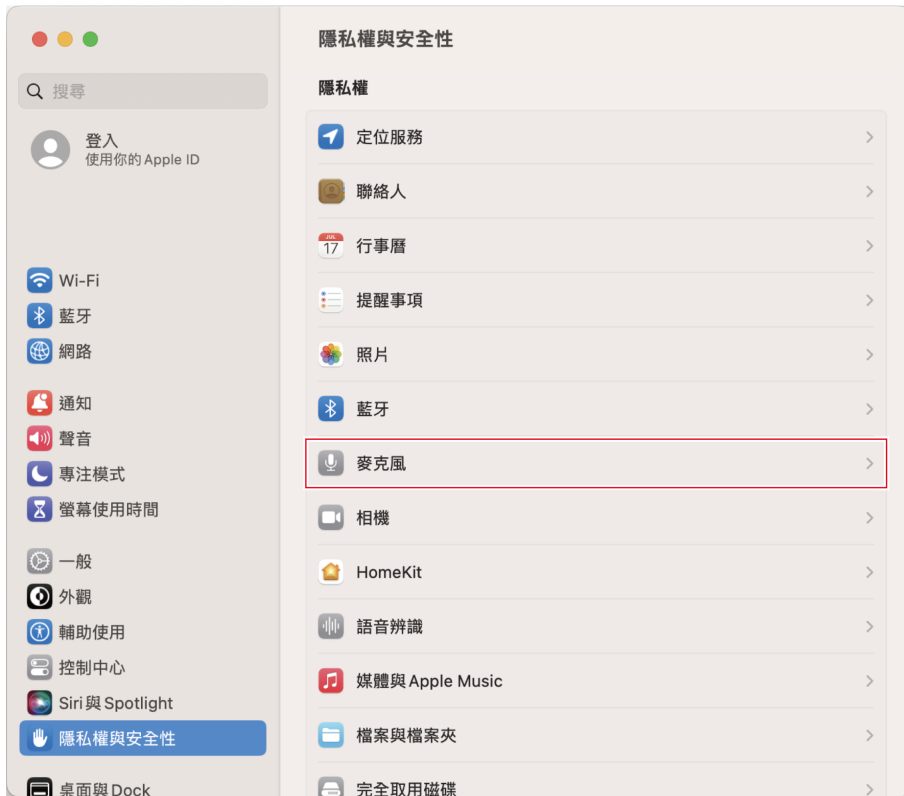 隱私權與安全性
搜尋
隱私權
登入
使用你的 Apple ID
定位服務
聯絡人
JUL
17
行事曆
提醒事項
照片
藍牙
麥克風
相機
HomeKit
語音辨識
媒體與 Apple Music
檔案與檔案夾
完全取用磁碟
Wi-Fi
藍牙
網路
通知
聲音
專注模式
螢幕使用時間
一般
外觀
輔助使用
控制中心
Siri 與 Spotlight
隱私權與安全性
桌面與 Dock